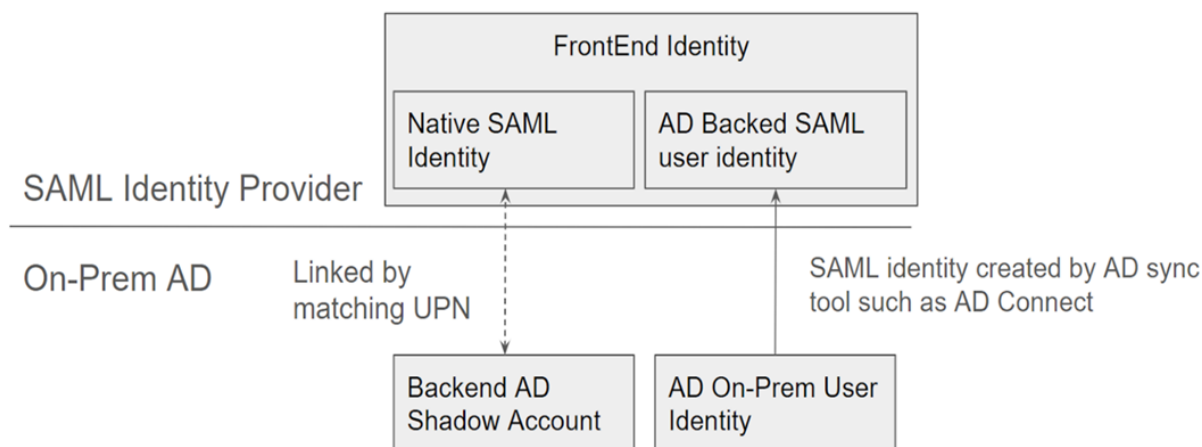 FrontEnd Identity
Native SAML
Identity
AD Backed SAML
user identity
SAML Identity Provider
On-Prem AD
Linked by
matching UPN
SAML identity created by AD sync
tool such as AD Connect
Backend AD
Shadow Account
AD On-Prem User
Identity